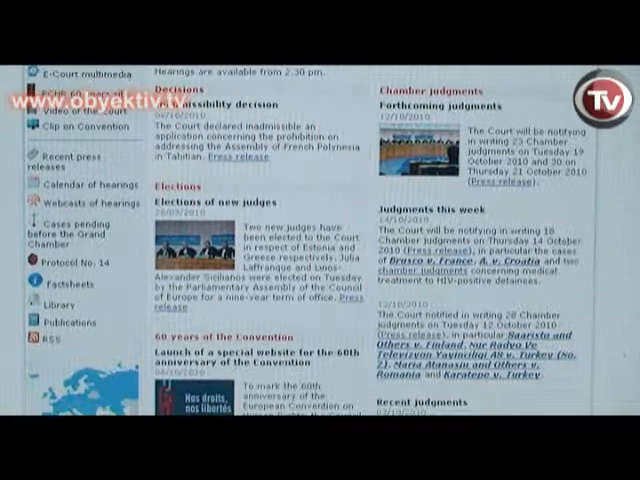 E-Court multimedia
www.obyektiv.tv
Video of the Court
Clip on Convention
Recent press
releases
Calendar of hearings
Webcasts of hearings
Cases pending
before the Grand
Chamber
Protocol No. 14
Factsheets
Library
Publications
RSS
Hearings are available from 2.30 pm.
Decisions
Inadmissibility decision
The Court declared inadmissible an
application concerning the prohibition on
addressing the Assembly of French Polynesia
in Tahitian. Press release
Elections
Elections of new judges
Two new judges have
been elected to the Court
in respect of Estonia and
Greece respectively. Julia
Laffranque and Linos-
Alexander Sicilianos were elected on Tuesday
by the Parliamentary Assembly of the Council
of Europe for a nine-year term of office. Press
release
60 years of the Convention
Launch of a special website for the 60th
anniversary of the Convention
04/10/2010
Nos droits,
nos libertés
To mark the 60th
anniversary of the
European Convention on
Chamber judgments
Forthcoming judgments
12/10/2010
The Court will be notifying
in writing 23 Chamber
judgments on Tuesday 19
October 2010 and 30 on
Thursday 21 October 2010
(Press release).
Judgments this week
14/10/2010
The Court will be notifying in writing 16
Chamber judgments on Thursday 14 October
2010 (Press release), in particular the cases
of Brusco v. France, A. v. Croatia and two
chamber judgments concerning medical
treatment to HIV-positive detainees.
12/10/2010
The Court notified in writing 28 Chamber
judgments on Tuesday 12 October 2010
(Press release), in particular Saaristo and
Others v. Finland, Nur Radyo Ve
Televizyon Yayinciligi AS v. Turkey (No.
2), Maria Atanasiu and Others v.
Romania and Karatepe v. Turkey.
Recent judgments
07/10/2010
TV